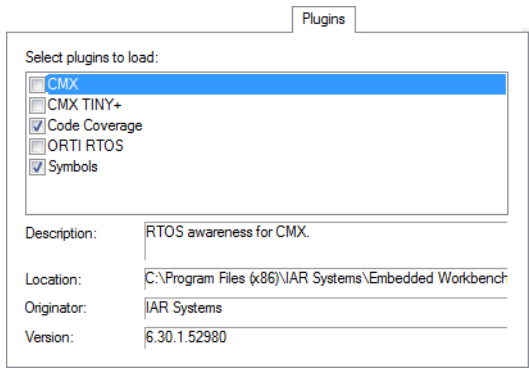 Plugins
Select plugins to load:
CMX
CMX TINY+
Code Coverage
ORTI RTOS
Symbols
Description: RTOS awareness for CMX.
Location: C:\Program Files (x86)\IAR Systems\Embedded Workbench
Originator: IAR Systems
Version: 6.30.1.52980